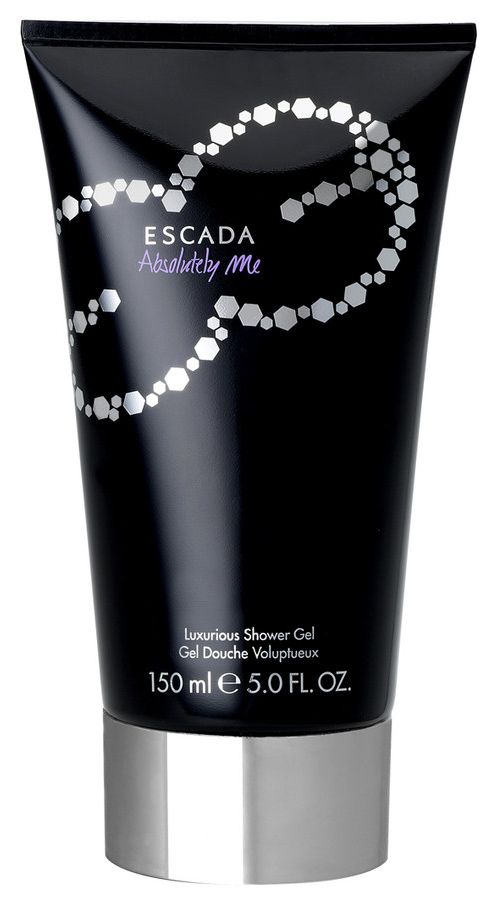 ESCADA
Absolutely Me
Luxurious Shower Gel
Gel Douche Voluptueux
150 ml ℮ 5.0 FL. OZ.